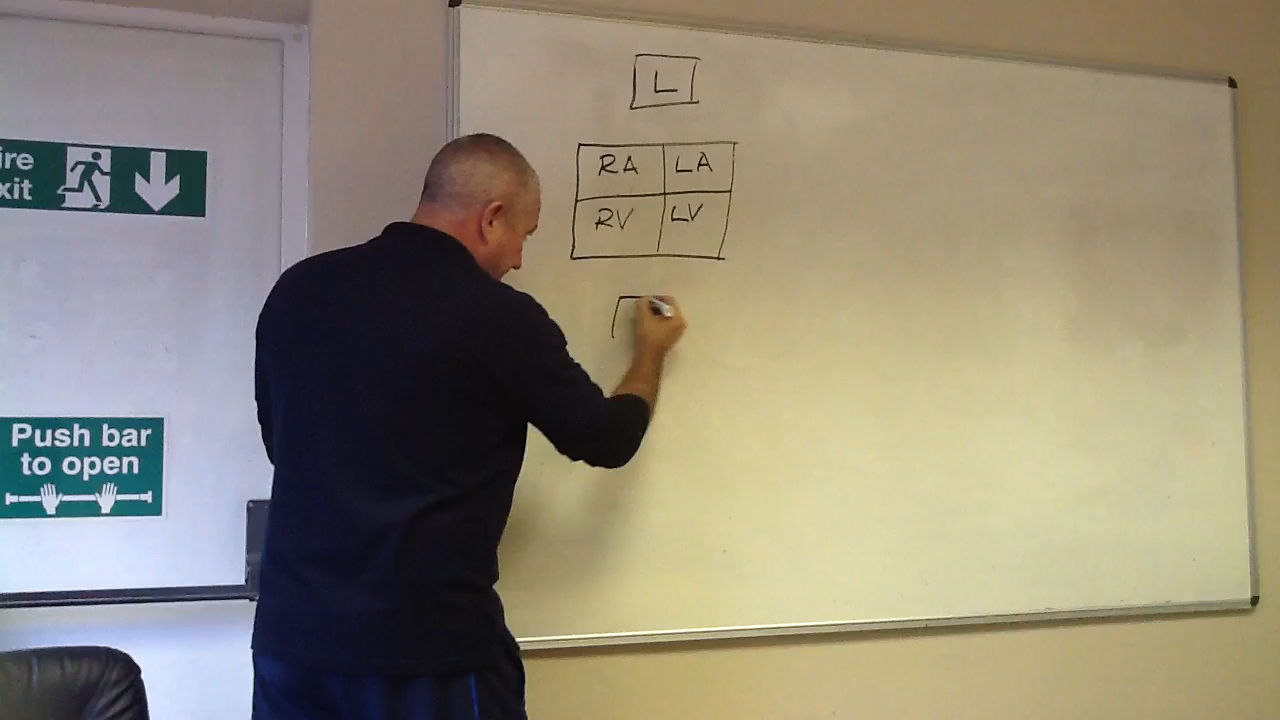 ire
xit
Push bar
to open
L
RA LA
RV LV